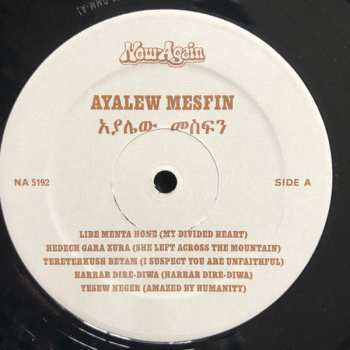 Now Again
AYALEW MESFIN
አያሌው መስፍን
NA 5192
SIDE A
LIBE MENTA HONE (MY DIVIDED HEART)
HEDECH GARA ZURA (SHE LEFT ACROSS THE MOUNTAIN)
TERETERKUSH BETAM (I SUSPECT YOU ARE UNFAITHFUL)
HARRAR DIRE-DIWA (HARRAR DIRE-DIWA)
YESEW NEGER (AMAZED BY HUMANITY)